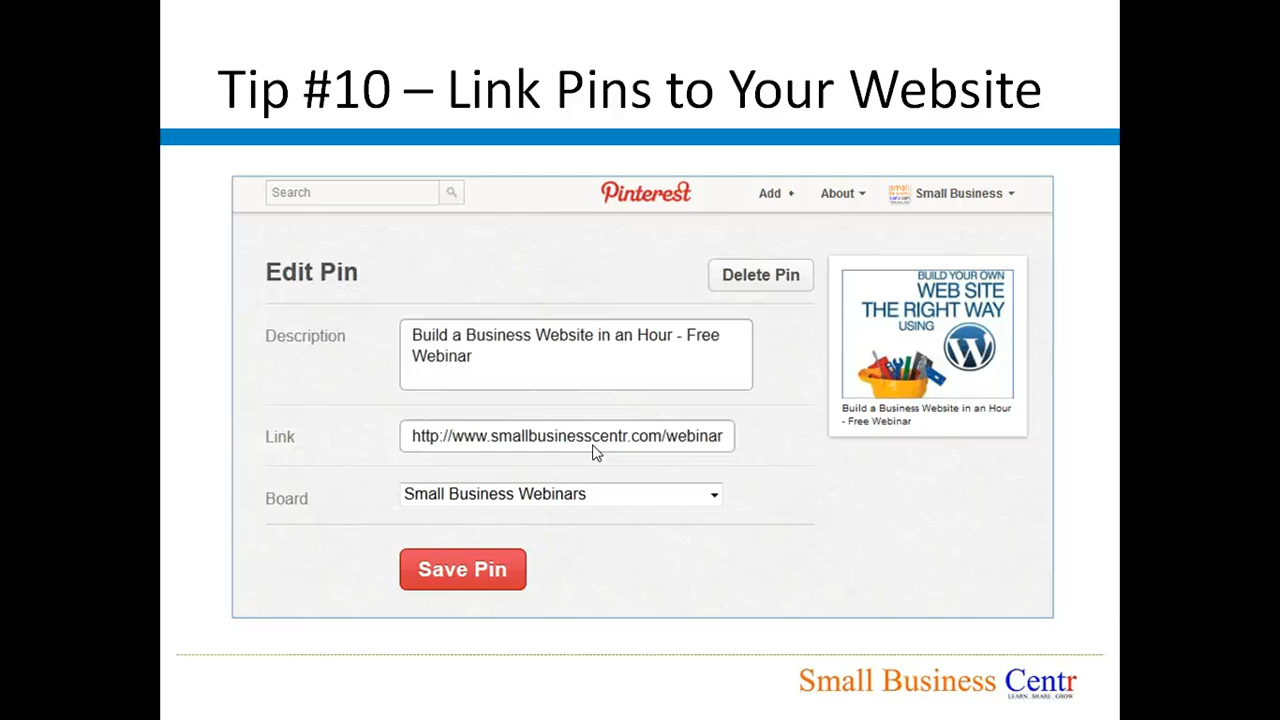 Tip #10 – Link Pins to Your Website
Search
Pinterest
Add +
About
Small Business
Edit Pin
Delete Pin
Description
Build a Business Website in an Hour - Free
Webinar
Link
http://www.smallbusinesscentr.com/webinar
Board
Small Business Webinars
Save Pin
BUILD YOUR OWN
WEB SITE
THE RIGHT WAY
USING
W
Build a Business Website in an Hour
- Free Webinar
Small Business Centr
LEARN . SHARE . GROW